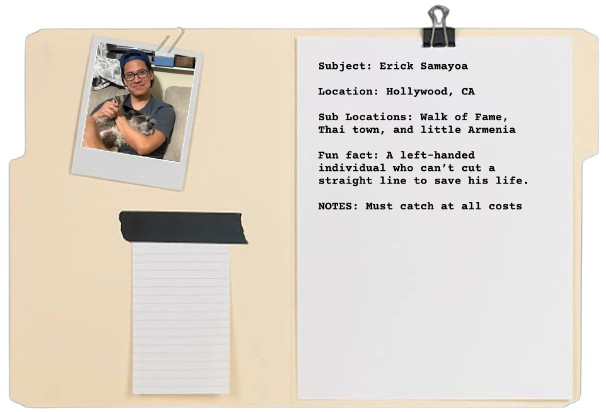 Subject: Erick Samayoa
Location: Hollywood, CA
Sub Locations: Walk of Fame,
Thai town, and little Armenia
Fun fact: A left-handed
individual who can’t cut a
straight line to save his life.
NOTES: Must catch at all costs